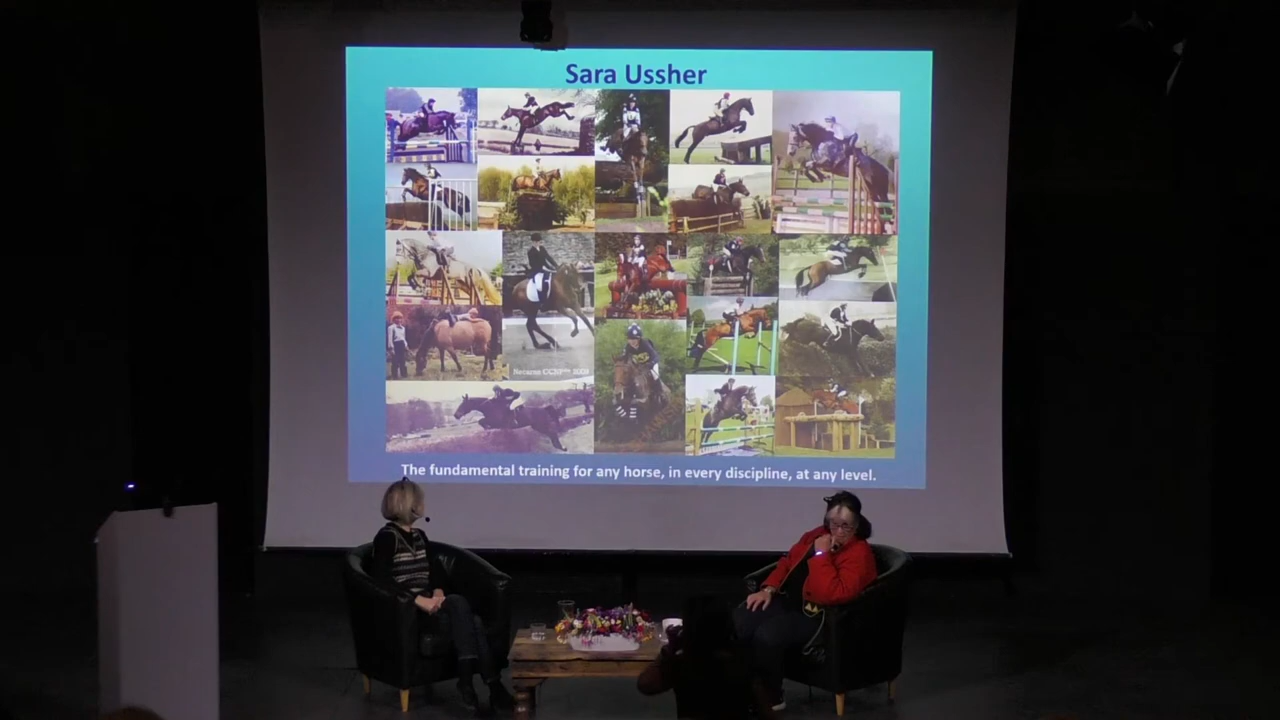 Sara Ussher
The fundamental training for any horse, in every discipline, at any level.